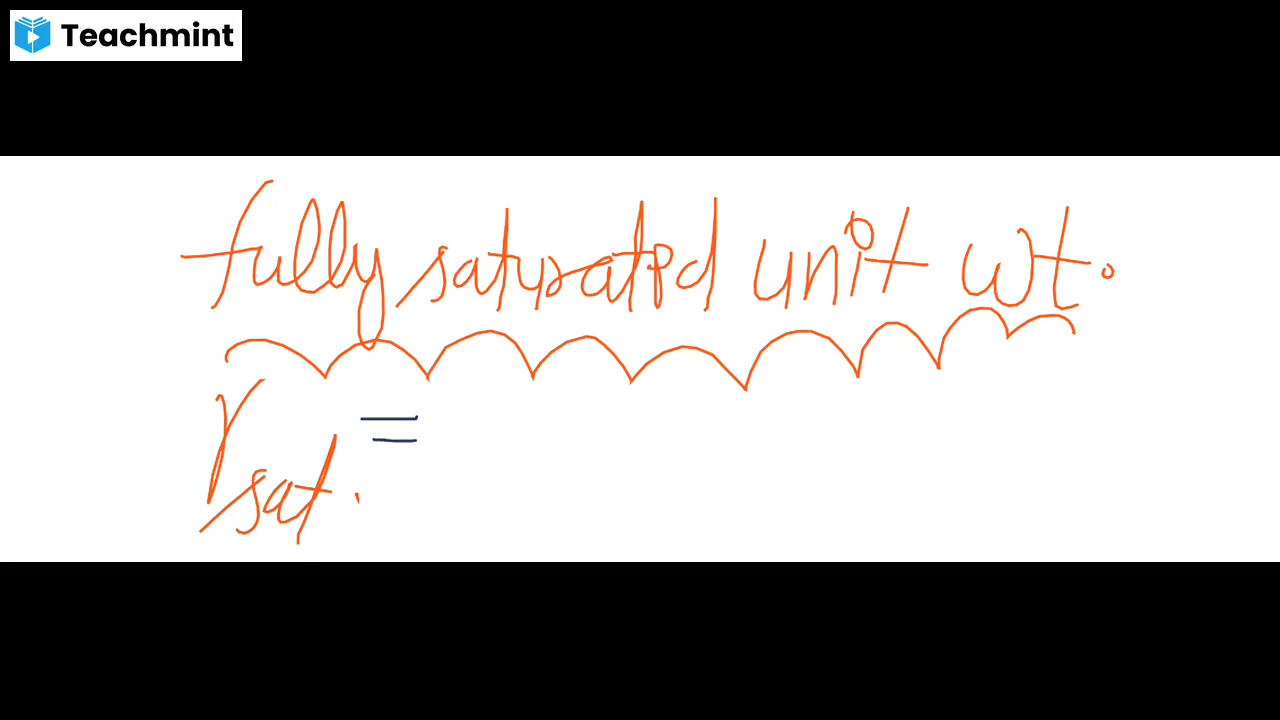 Teachmint
fully saturated unit wt.
γsat. =